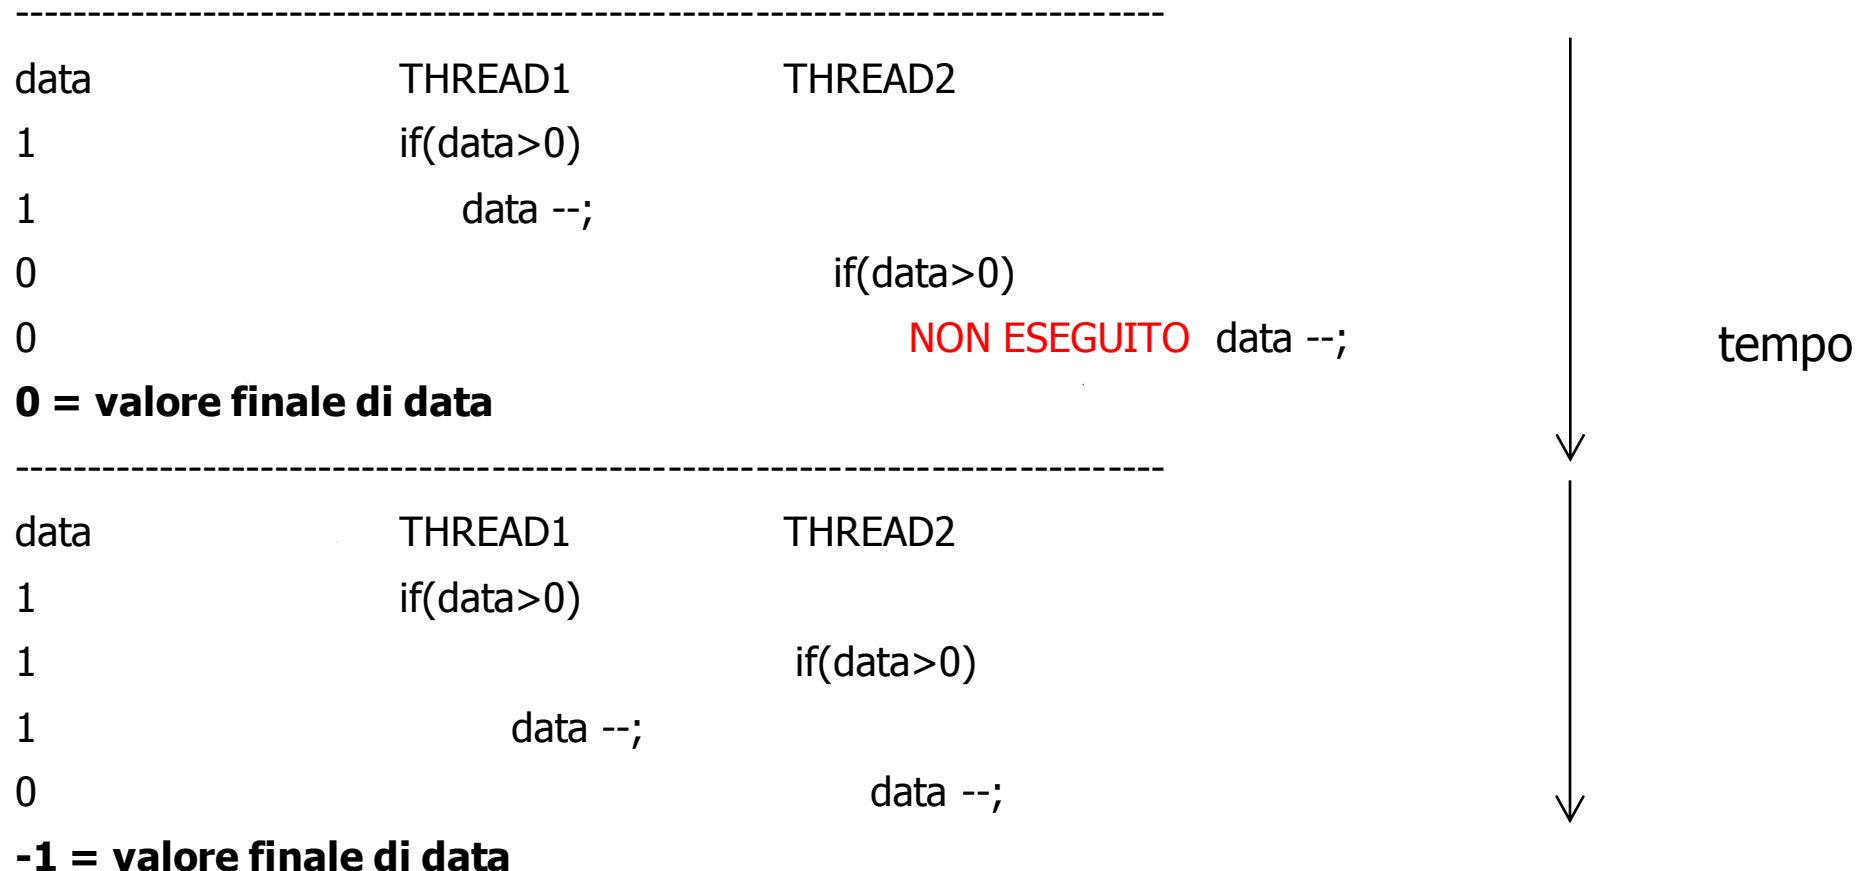 --------------------------------------------------------------------------------
data THREAD1 THREAD2
1 if(data>0)
1 data --;
0 if(data>0)
0 NON ESEGUITO data --;
tempo
0 = valore finale di data
--------------------------------------------------------------------------------
data THREAD1 THREAD2
1 if(data>0)
1 if(data>0)
1 data --;
0 data --;
-1 = valore finale di data